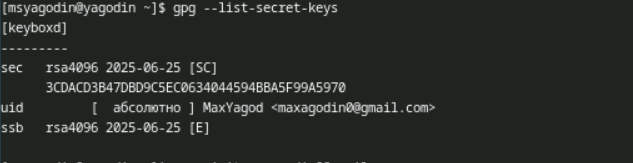 [msyagodin@yagodin ~]$ gpg --list-secret-keys
[keyboxd]
---------
sec   rsa4096 2025-06-25 [SC]
      3CDACD3B47DBD9C5EC0634044594BBA5F99A5970
uid         [  абсолютно ] MaxYagod <maxagodin0@gmail.com>
ssb   rsa4096 2025-06-25 [E]